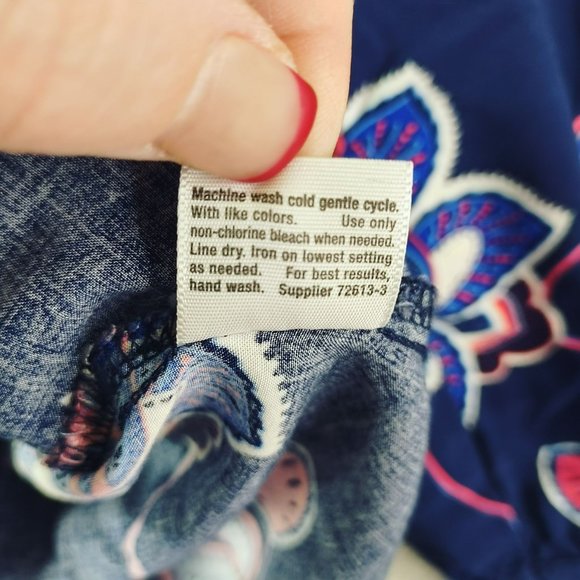 Machine wash cold gentle cycle.
With like colors. Use only
non-chlorine bleach when needed.
Line dry. Iron on lowest setting
as needed. For best results,
hand wash. Supplier 72613-3